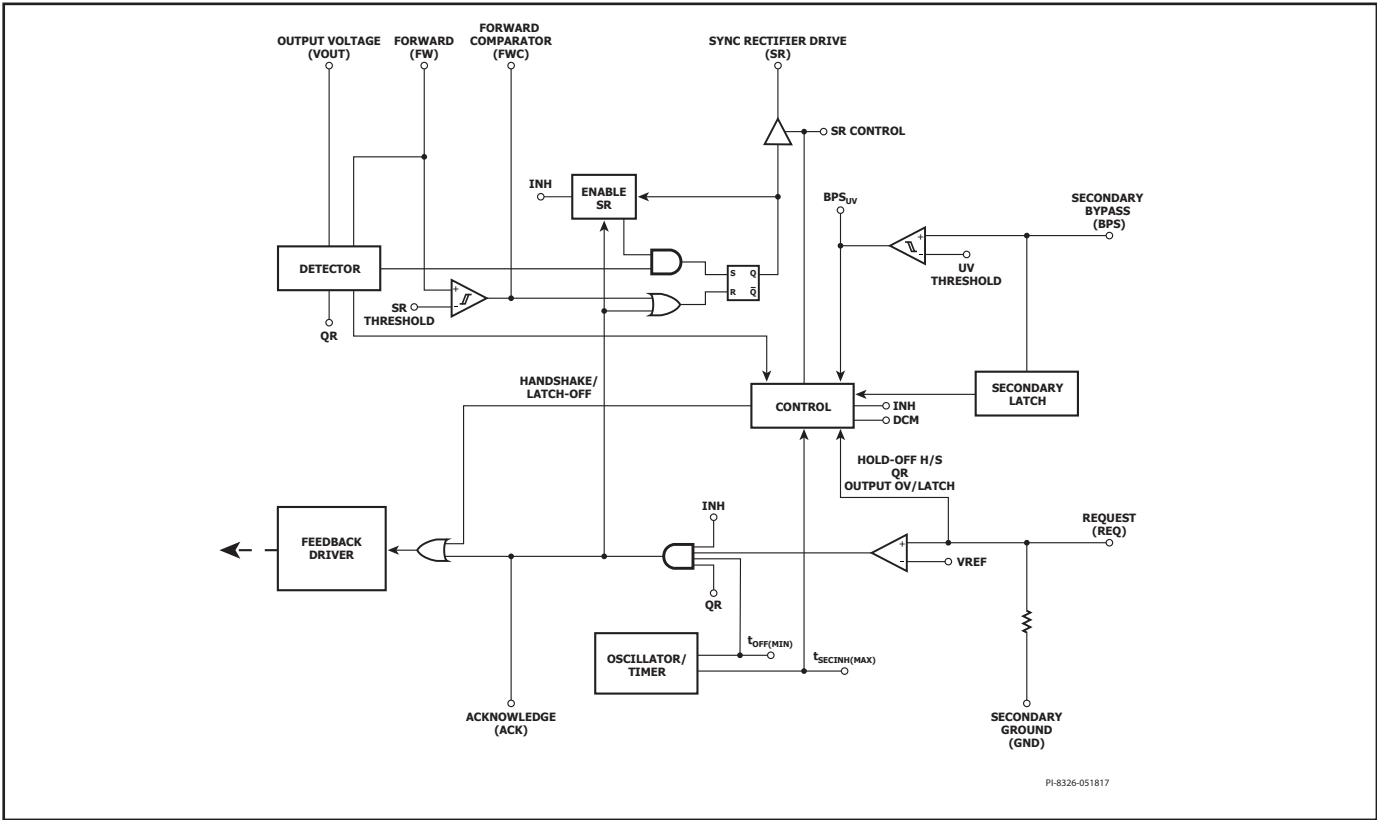 OUTPUT VOLTAGE
(VOUT)
FORWARD
(FW)
FORWARD
COMPARATOR
(FWC)
SYNC RECTIFIER DRIVE
(SR)
SR CONTROL
INH
ENABLE
SR
BPSUV
SECONDARY
BYPASS
(BPS)
+
-
UV
THRESHOLD
DETECTOR
S Q
R Q̅
+
-
SR
THRESHOLD
QR
HANDSHAKE/
LATCH-OFF
CONTROL
INH
DCM
SECONDARY
LATCH
HOLD-OFF H/S
QR
OUTPUT OV/LATCH
INH
REQUEST
(REQ)
FEEDBACK
DRIVER
+
-
VREF
QR
OSCILLATOR/
TIMER
tOFF(MIN)
tSECINH(MAX)
ACKNOWLEDGE
(ACK)
SECONDARY
GROUND
(GND)
PI-8326-051817